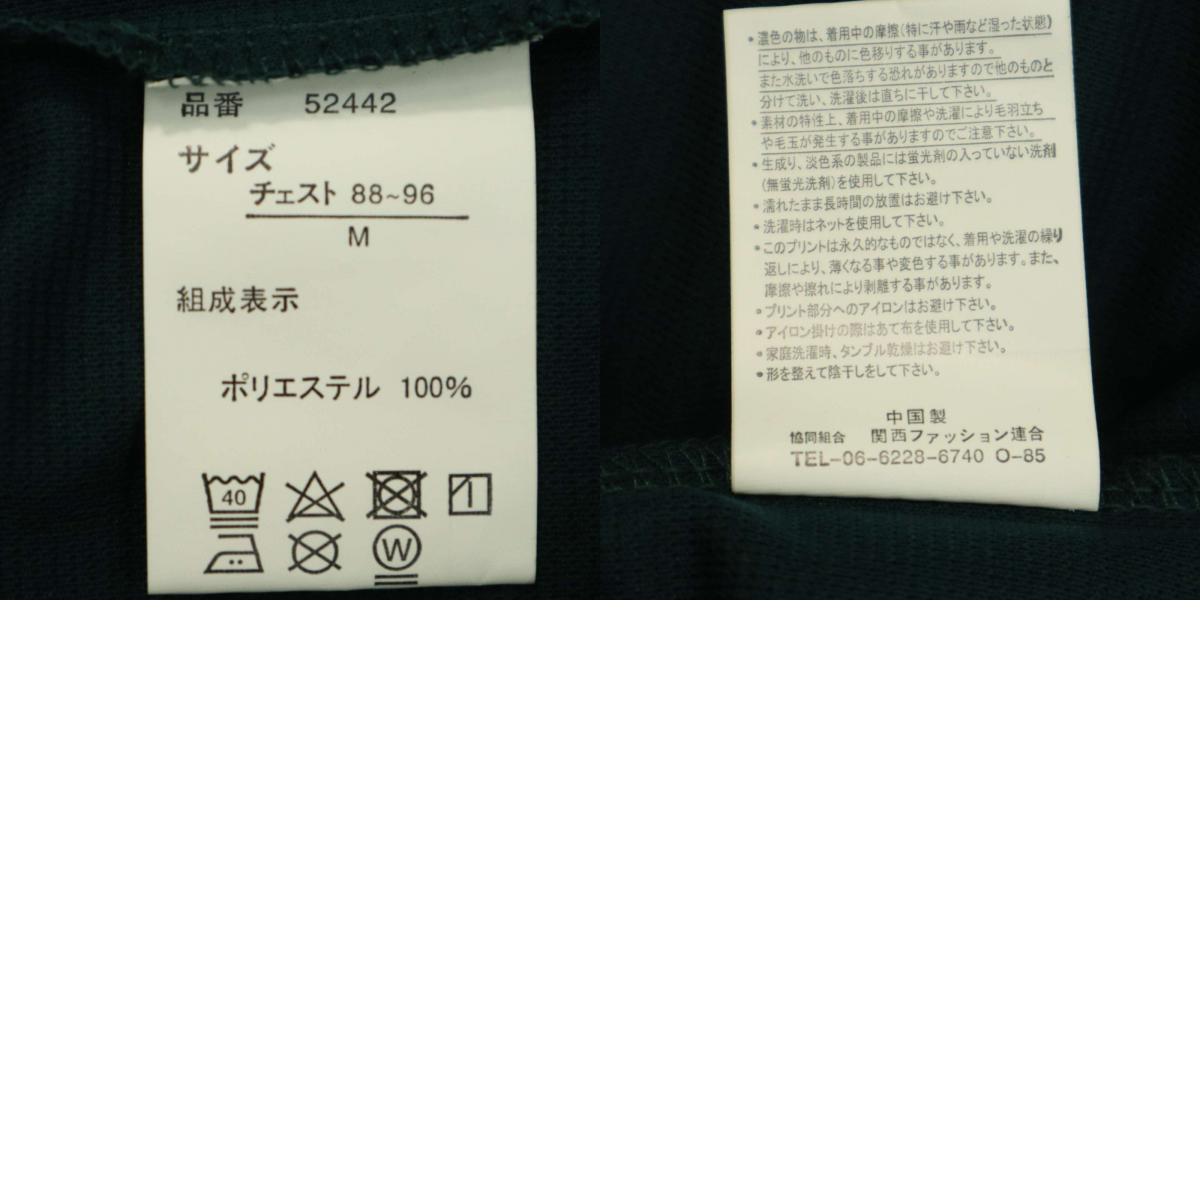 品番 52442
サイズ
チェスト 88~96
M
組成表示
ポリエステル 100%
40
W
• 濃色の物は、着用中の摩擦(特に汗や雨など湿った状態)
により、他のものに色移りする事があります。
また水洗いで色落ちする恐れがありますので他のものと
分けて洗い、洗濯後は直ちに干して下さい。
• 素材の特性上、着用中の摩擦や洗濯により毛羽立ち
や毛玉が発生する事がありますのでご注意下さい。
• 生成り、淡色系の製品には蛍光剤の入っていない洗剤
(無蛍光洗剤)を使用して下さい。
• 濡れたまま長時間の放置はお避け下さい。
• 洗濯時はネットを使用して下さい。
• このプリントは永久的なものではなく、着用や洗濯の繰り
返しにより、薄くなる事や変色する事があります。また、
摩擦や擦れにより剥離する事があります。
• プリント部分へのアイロンはお避け下さい。
• アイロン掛けの際はあて布を使用して下さい。
• 家庭洗濯時、タンブル乾燥はお避け下さい。
• 形を整えて陰干しをして下さい。
中国製
協同組合 関西ファッション連合
TEL-06-6228-6740 O-85